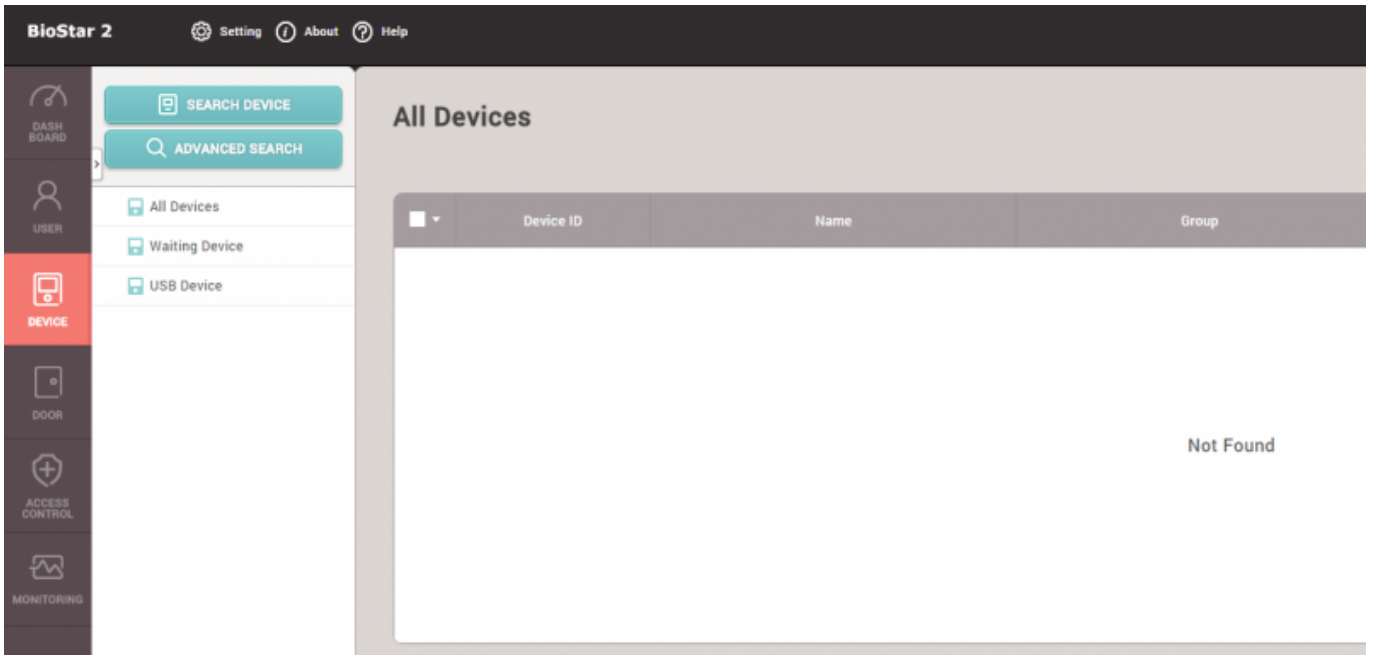 BioStar 2
Setting
About
Help
DASH
BOARD
USER
DEVICE
DOOR
ACCESS
CONTROL
MONITORING
SEARCH DEVICE
ADVANCED SEARCH
All Devices
Waiting Device
USB Device
All Devices
Device ID
Name
Group
Not Found